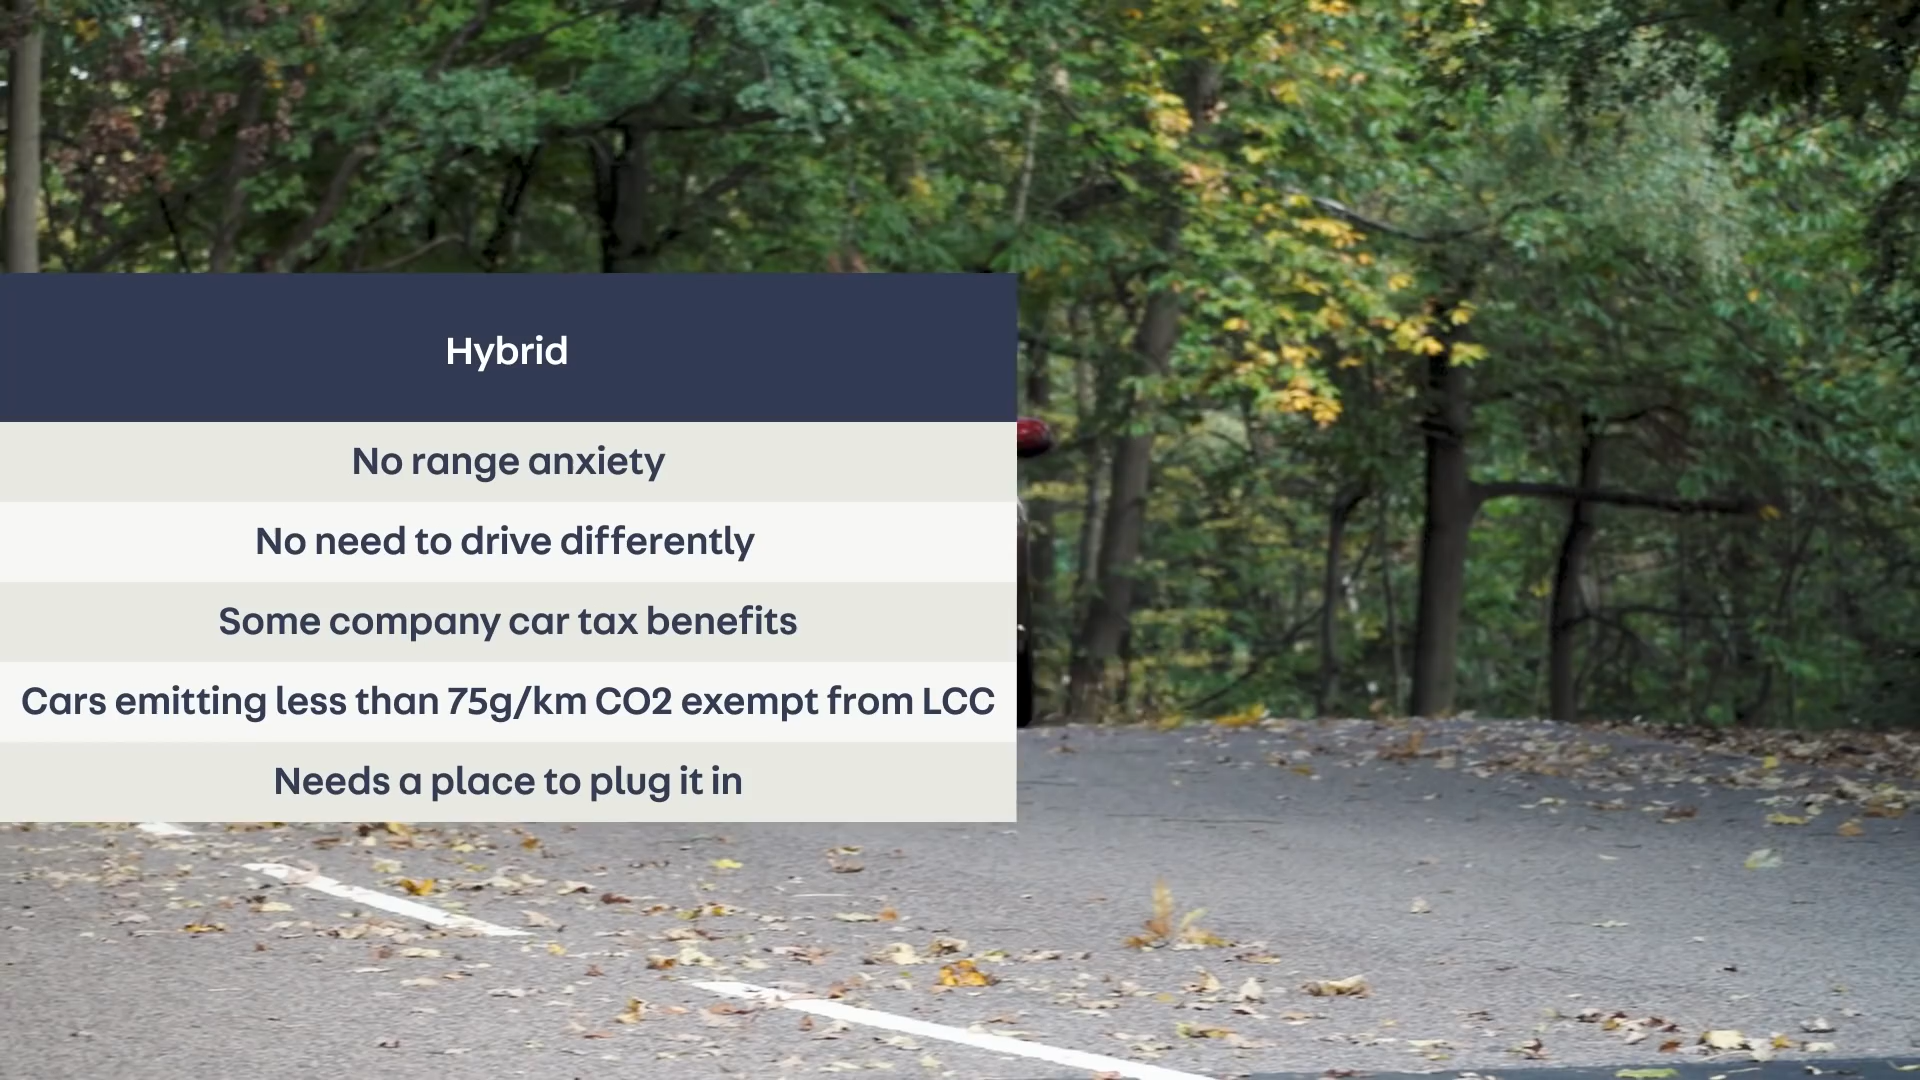 Hybrid
No range anxiety
No need to drive differently
Some company car tax benefits
Cars emitting less than 75g/km CO2 exempt from LCC
Needs a place to plug it in